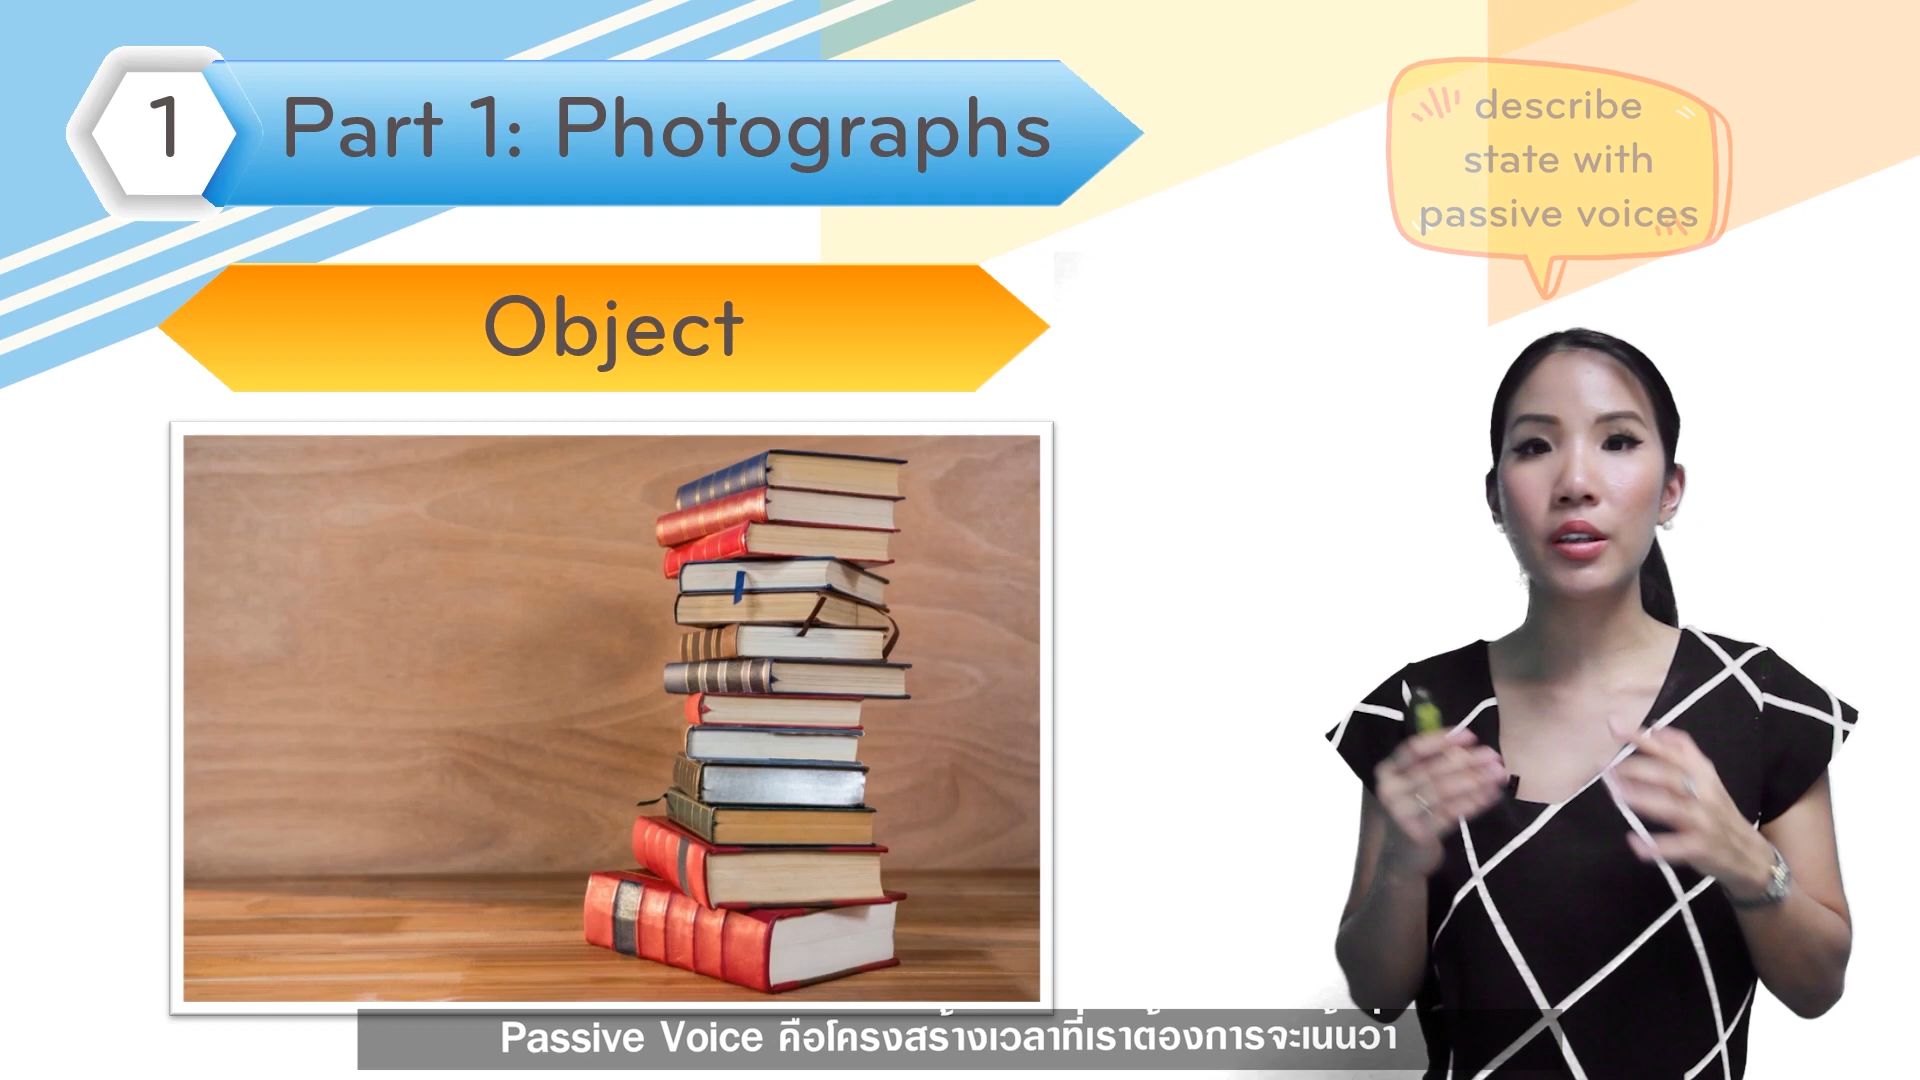 1
Part 1: Photographs
describe
state with
passive voices
Object
Passive Voice คือโครงสร้างเวลาที่เราต้องการจะเน้นว่า